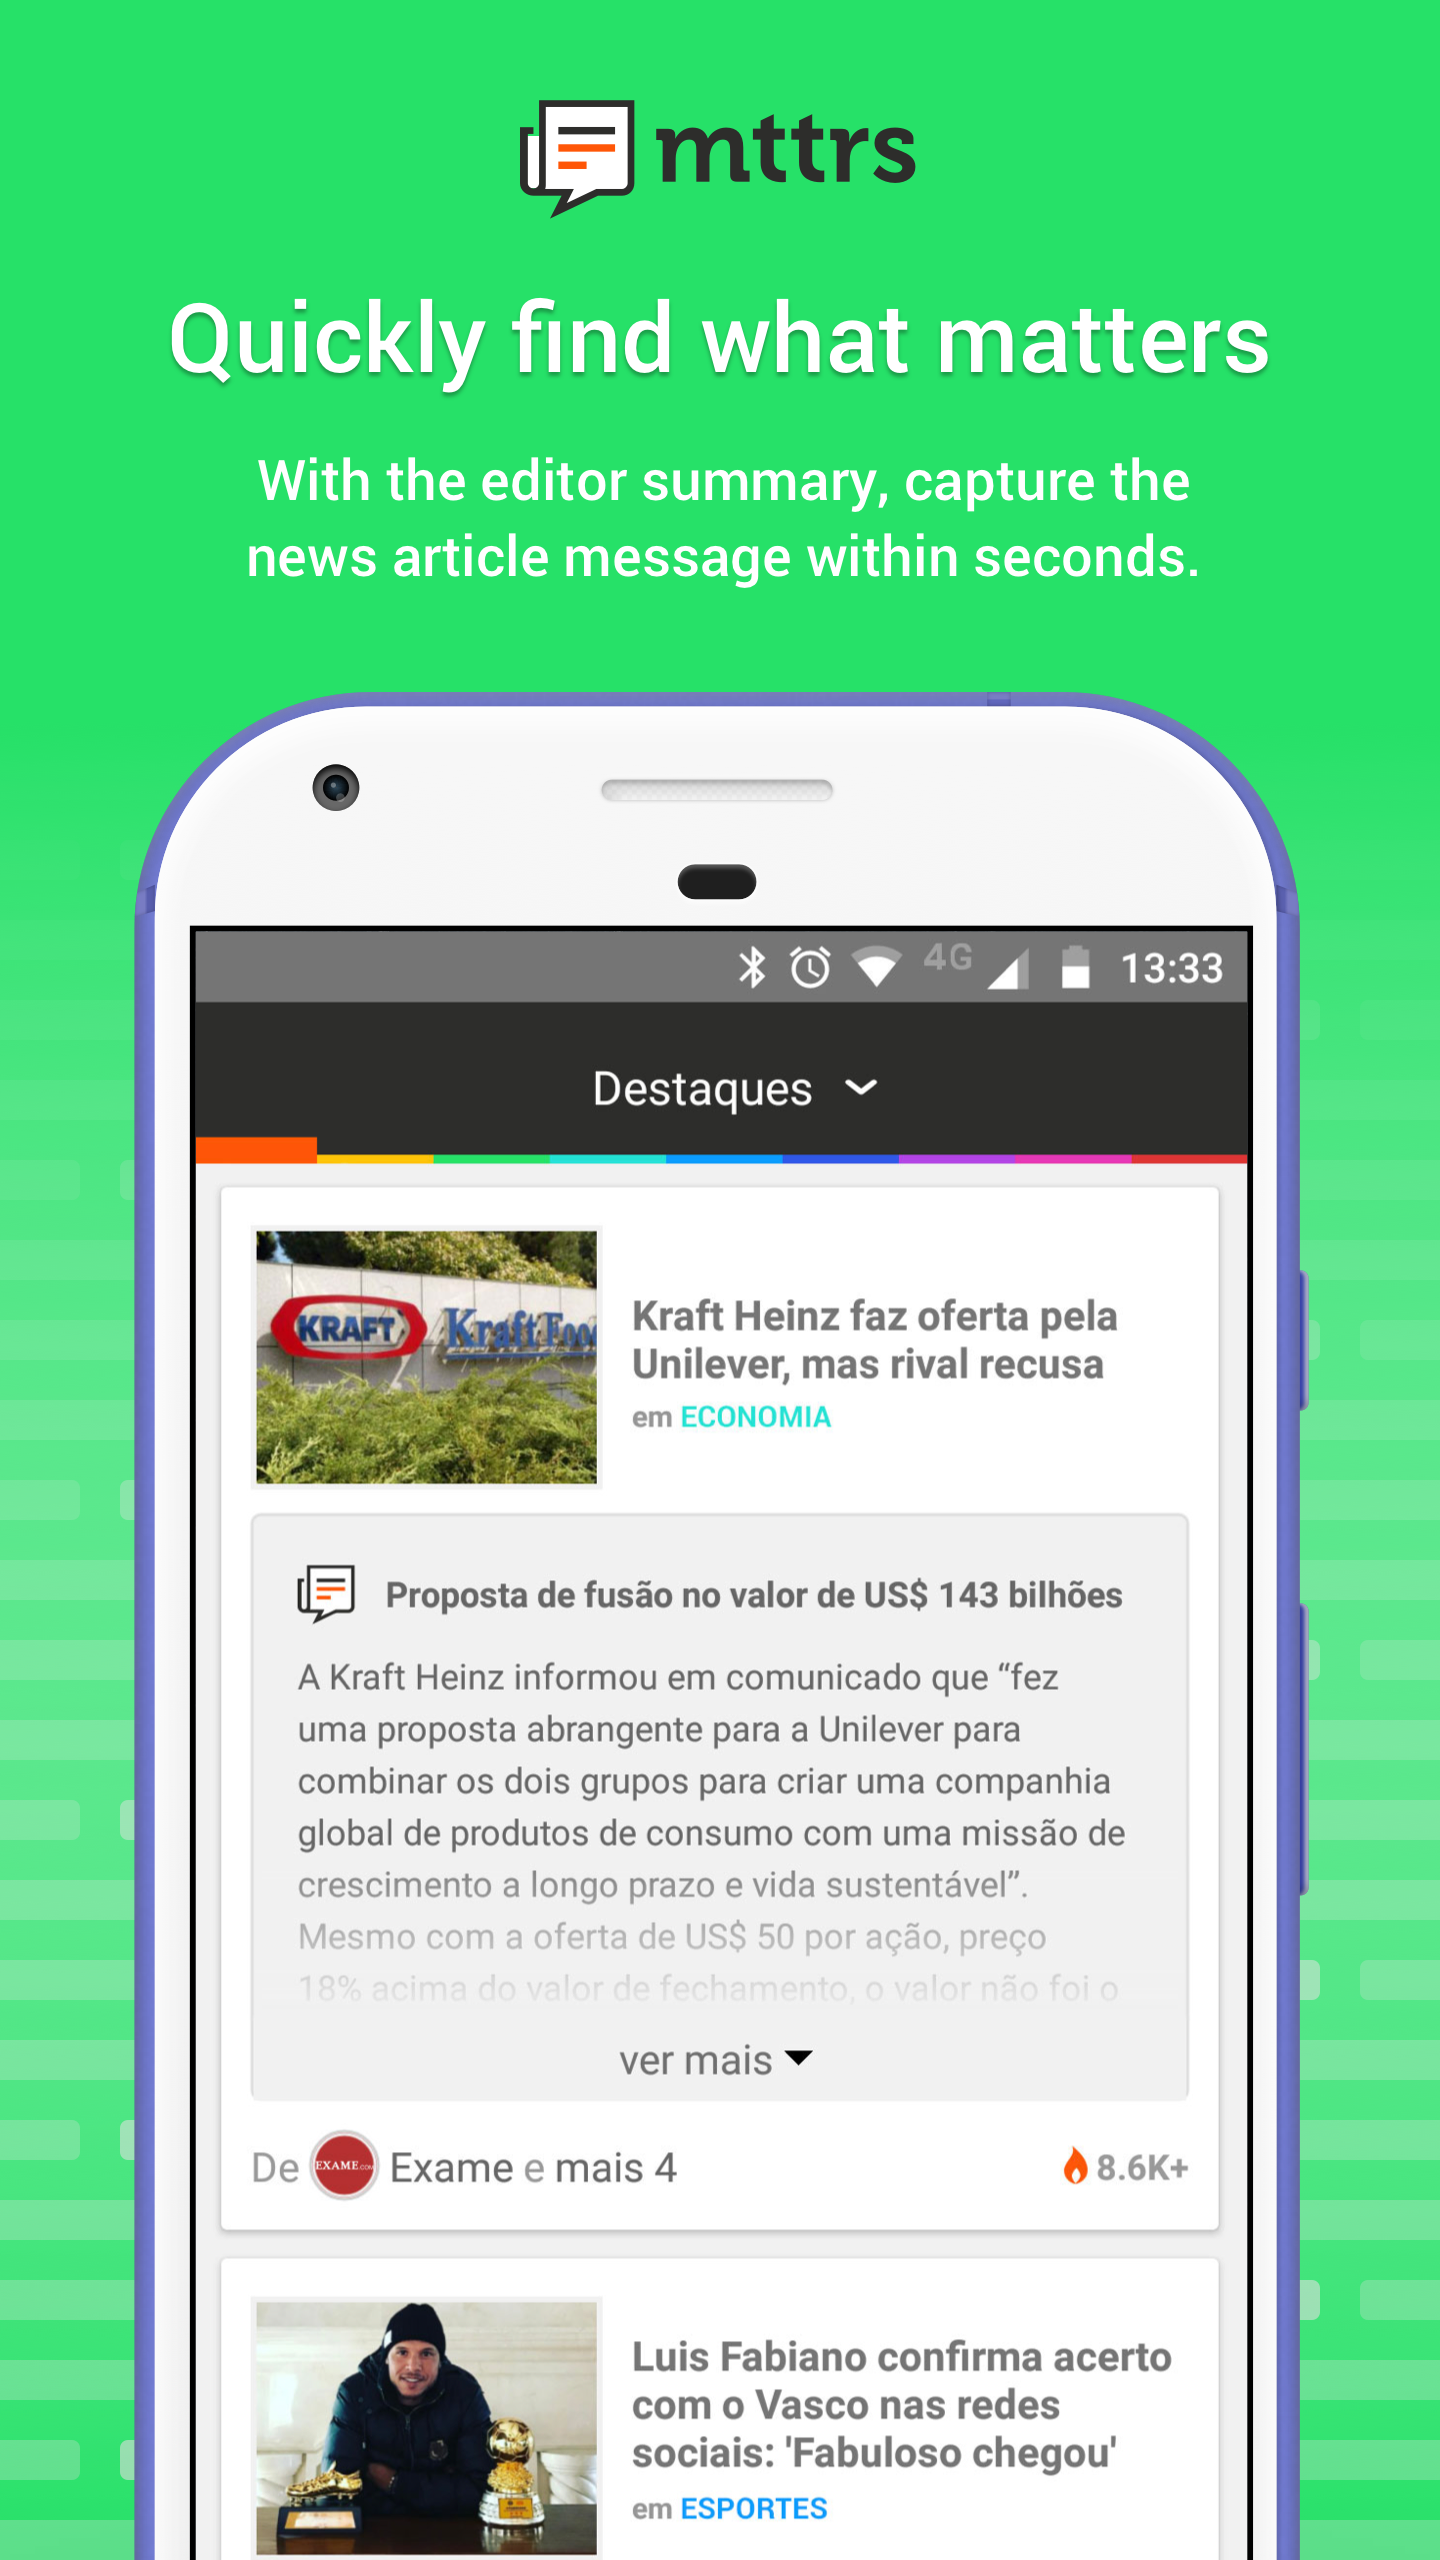 mttrs
Quickly find what matters
With the editor summary, capture the
news article message within seconds.
4G 13:33
Destaques
KRAFT Kraft Foo
Kraft Heinz faz oferta pela
Unilever, mas rival recusa
em ECONOMIA
Proposta de fusão no valor de US$ 143 bilhões
A Kraft Heinz informou em comunicado que “fez
uma proposta abrangente para a Unilever para
combinar os dois grupos para criar uma companhia
global de produtos de consumo com uma missão de
crescimento a longo prazo e vida sustentável”.
Mesmo com a oferta de US$ 50 por ação, preço
18% acima do valor de fechamento, o valor não foi o
ver mais
De EXAME.com Exame e mais 4 8.6K+
Luis Fabiano confirma acerto
com o Vasco nas redes
sociais: 'Fabuloso chegou'
em ESPORTES